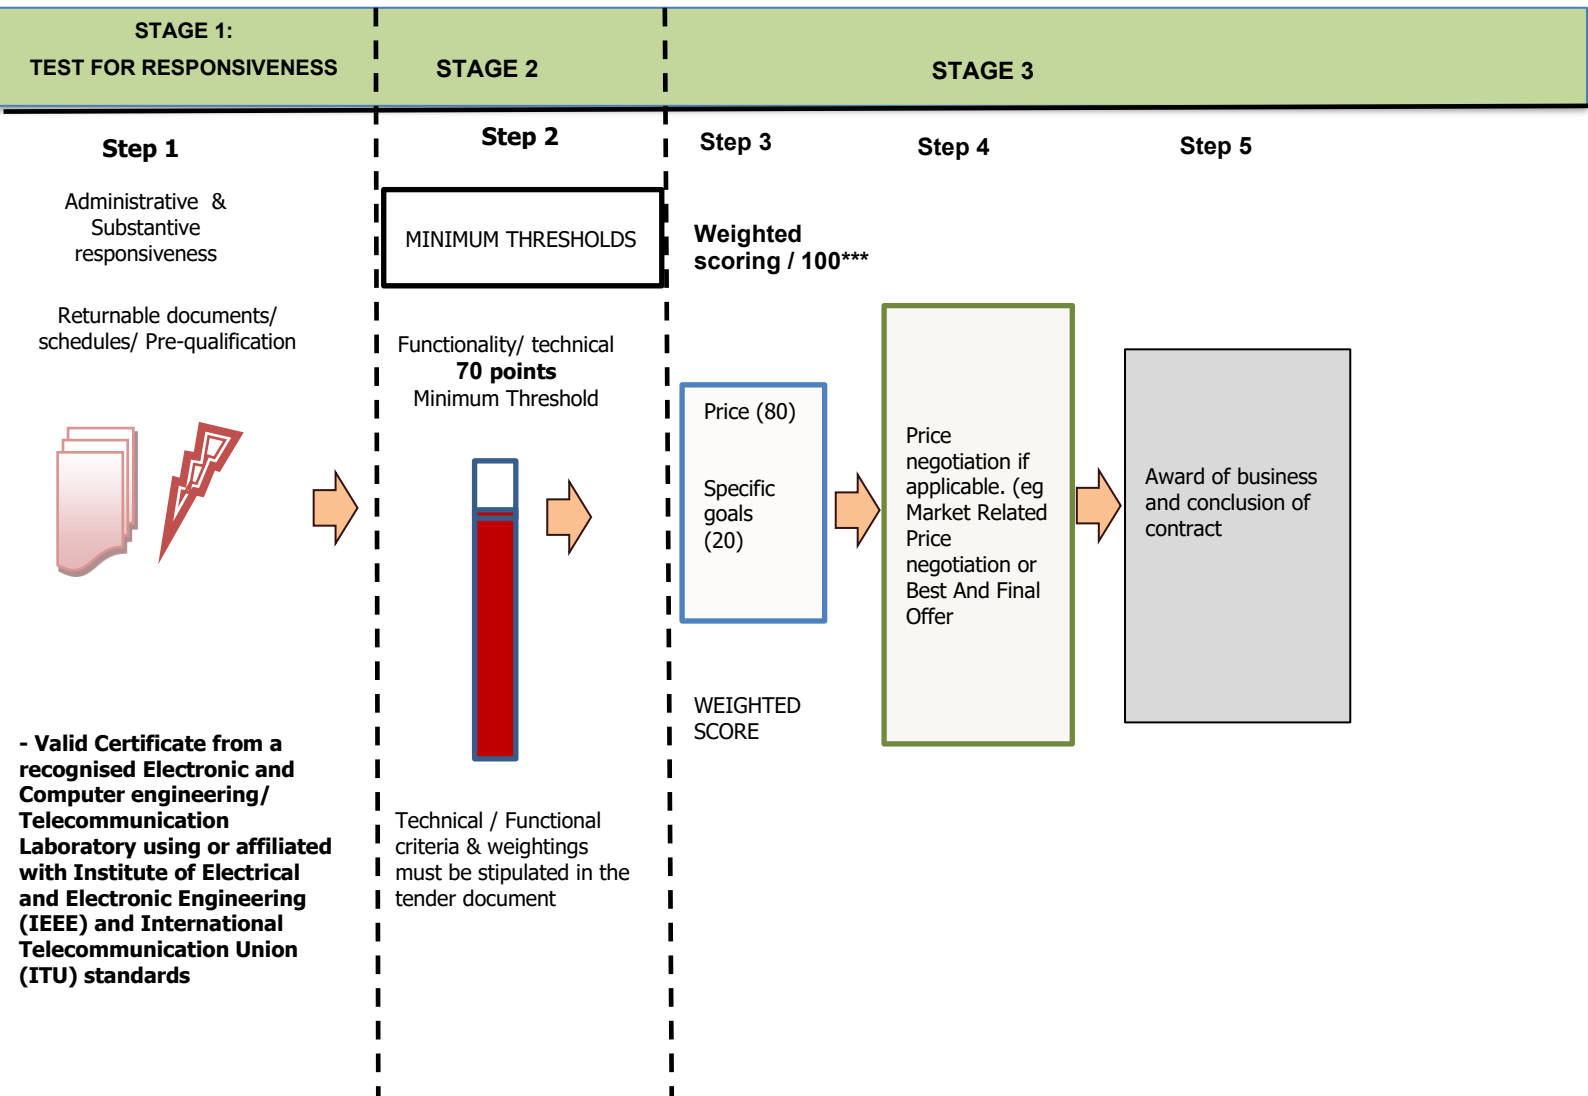 STAGE 1:
TEST FOR RESPONSIVENESS
STAGE 2
STAGE 3
Step 1
Administrative &
Substantive
responsiveness
Returnable documents/
schedules/ Pre-qualification
- Valid Certificate from a
recognised Electronic and
Computer engineering/
Telecommunication
Laboratory using or affiliated
with Institute of Electrical
and Electronic Engineering
(IEEE) and International
Telecommunication Union
(ITU) standards
Step 2
MINIMUM THRESHOLDS
Functionality/ technical
70 points
Minimum Threshold
Technical / Functional
criteria & weightings
must be stipulated in the
tender document
Step 3
Weighted
scoring / 100***
Price (80)
Specific
goals
(20)
WEIGHTED
SCORE
Step 4
Price
negotiation if
applicable. (eg
Market Related
Price
negotiation or
Best And Final
Offer
Step 5
Award of business
and conclusion of
contract